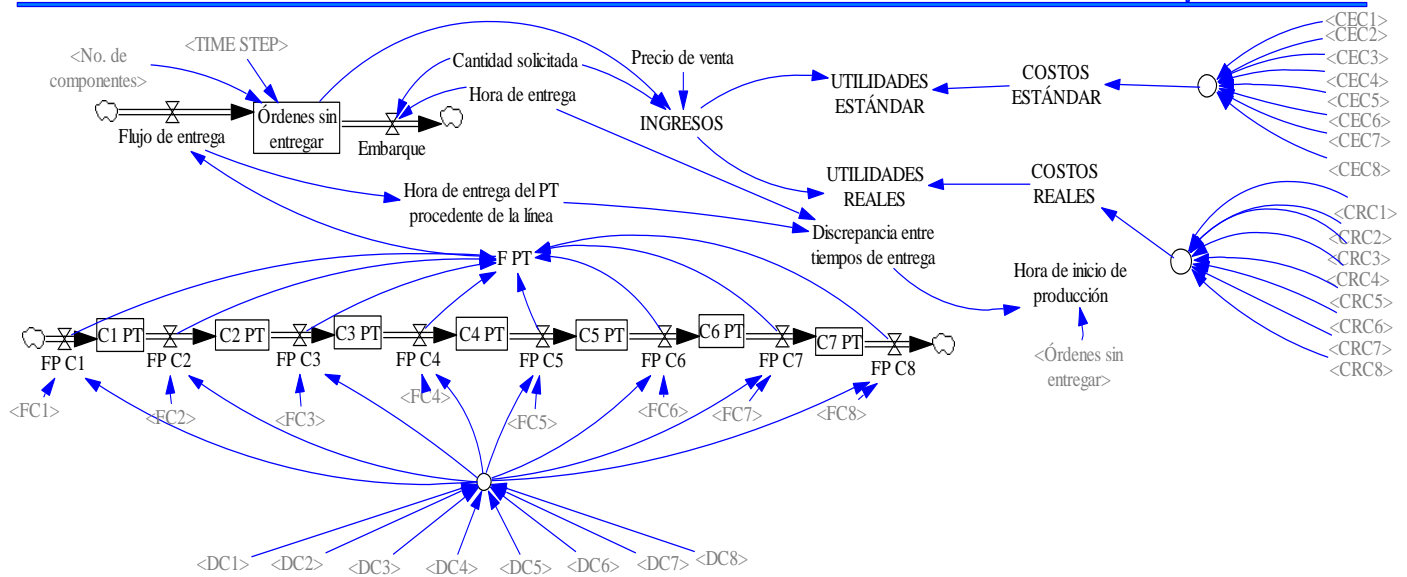 <No. de
componentes>
<TIME STEP>
Cantidad solicitada
Hora de entrega
Precio de venta
INGRESOS
UTILIDADES
ESTÁNDAR
COSTOS
ESTÁNDAR
<CEC1>
<CEC2>
<CEC3>
<CEC4>
<CEC5>
<CEC6>
<CEC7>
<CEC8>
Flujo de entrega
Órdenes sin
entregar
Embarque
Hora de entrega del PT
procedente de la línea
UTILIDADES
REALES
COSTOS
REALES
<CRC1>
<CRC2>
<CRC3>
<CRC4>
<CRC5>
<CRC6>
<CRC7>
<CRC8>
Discrepancia entre
tiempos de entrega
Hora de inicio de
producción
<Órdenes sin
entregar>
F PT
C1 PT
C2 PT
C3 PT
C4 PT
C5 PT
C6 PT
C7 PT
FP C1
FP C2
FP C3
FP C4
FP C5
FP C6
FP C7
FP C8
<FC1>
<FC2>
<FC3>
<FC4>
<FC5>
<FC6>
<FC7>
<FC8>
<DC1>
<DC2>
<DC3>
<DC4>
<DC5>
<DC6>
<DC7>
<DC8>